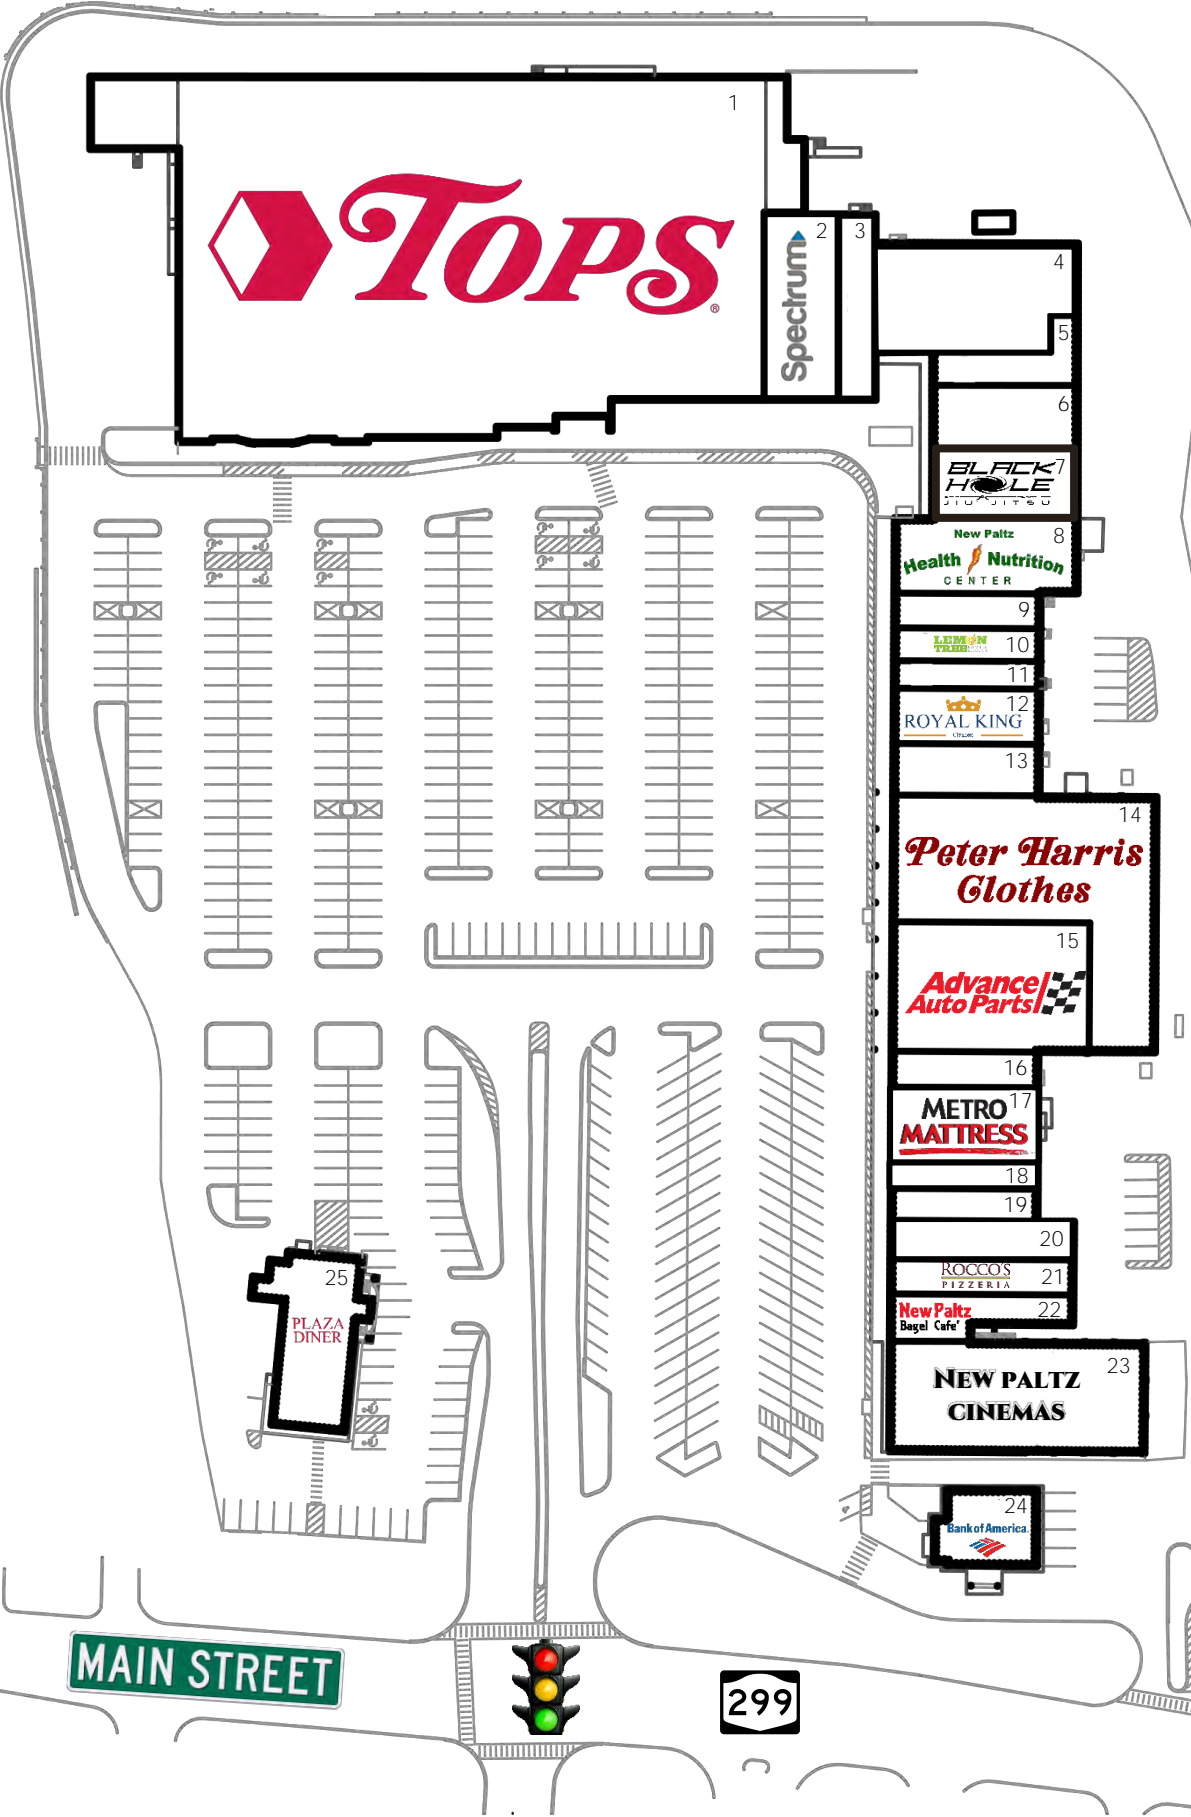 1
TOPS
®
2
Spectrum
3
4
5
6
7
BLACK
HOLE
JIU-JITSU
8
New Paltz
Health Nutrition
CENTER
9
LEMON
TREE
10
11
12
ROYAL KING
13
14
Peter Harris
Clothes
15
Advance
Auto Parts
16
17
METRO
MATTRESS
18
19
20
ROCCO'S
PIZZERIA
21
New Paltz
Bagel Cafe'
22
23
NEW PALTZ
CINEMAS
24
Bank of America
25
PLAZA
DINER
MAIN STREET
299